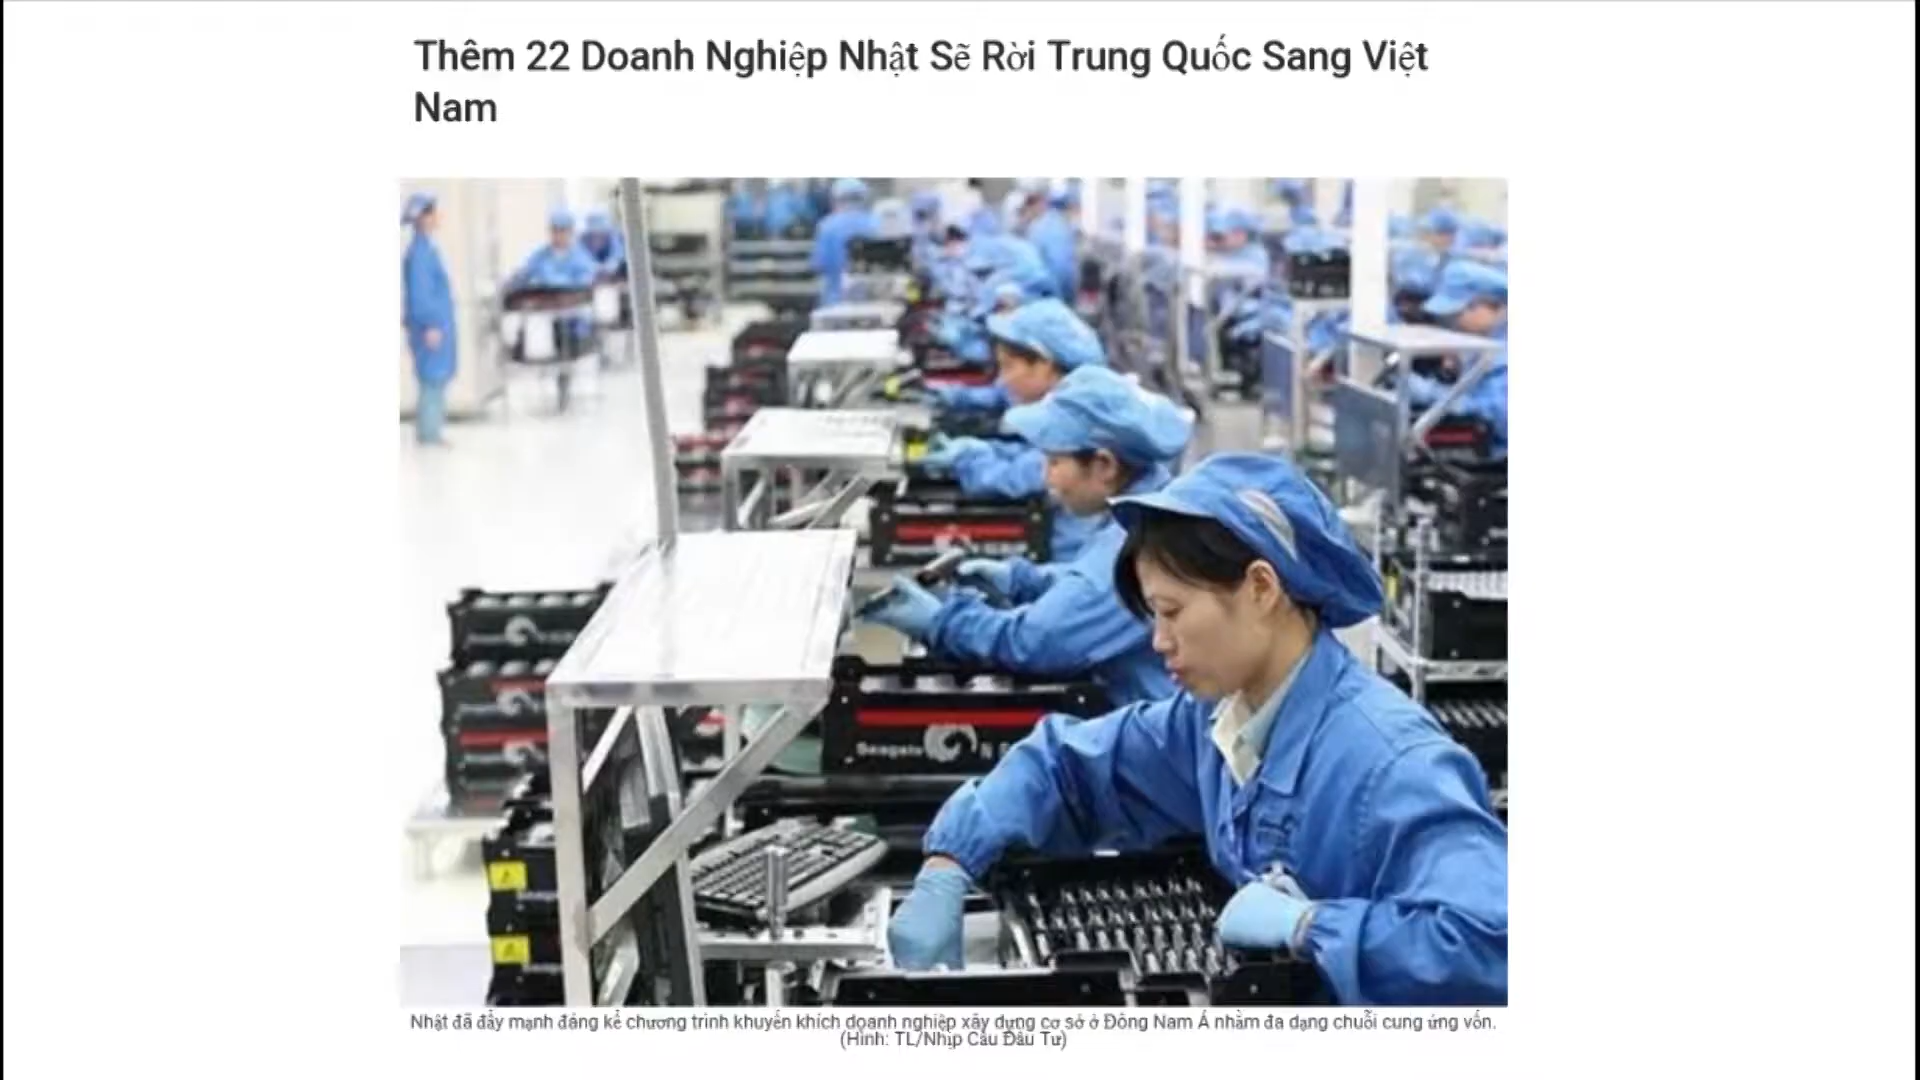 Thêm 22 Doanh Nghiệp Nhật Sẽ Rời Trung Quốc Sang Việt
Nam
Seagate
Nhật đã đẩy mạnh đáng kể chương trình khuyến khích doanh nghiệp xây dựng cơ sở ở Đông Nam Á nhằm đa dạng chuỗi cung ứng vốn.
(Hình: TL/Nhịp Cầu Đầu Tư)